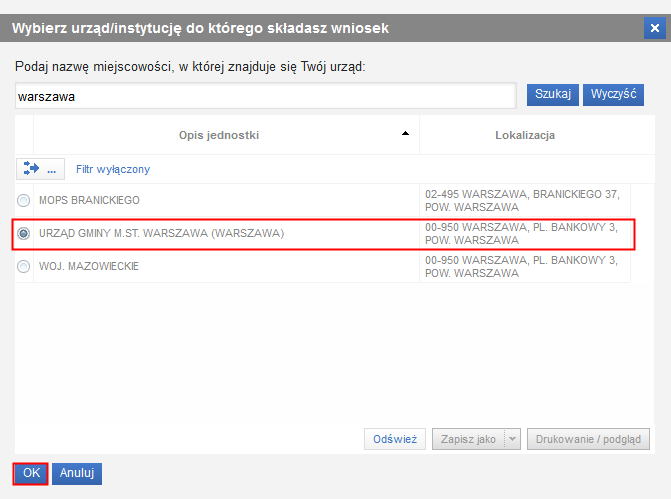 Wybierz urząd/instytucję do którego składasz wniosek
Podaj nazwę miejscowości, w której znajduje się Twój urząd:
warszawa
Szukaj
Wyczyść
Opis jednostki
Lokalizacja
...
Filtr wyłączony
MOPS BRANICKIEGO
02-495 WARSZAWA, BRANICKIEGO 37,
POW. WARSZAWA
URZĄD GMINY M.ST. WARSZAWA (WARSZAWA)
00-950 WARSZAWA, PL. BANKOWY 3,
POW. WARSZAWA
WOJ. MAZOWIECKIE
00-950 WARSZAWA, PL. BANKOWY 3,
POW. WARSZAWA
Odśwież
Zapisz jako
Drukowanie / podgląd
OK
Anuluj